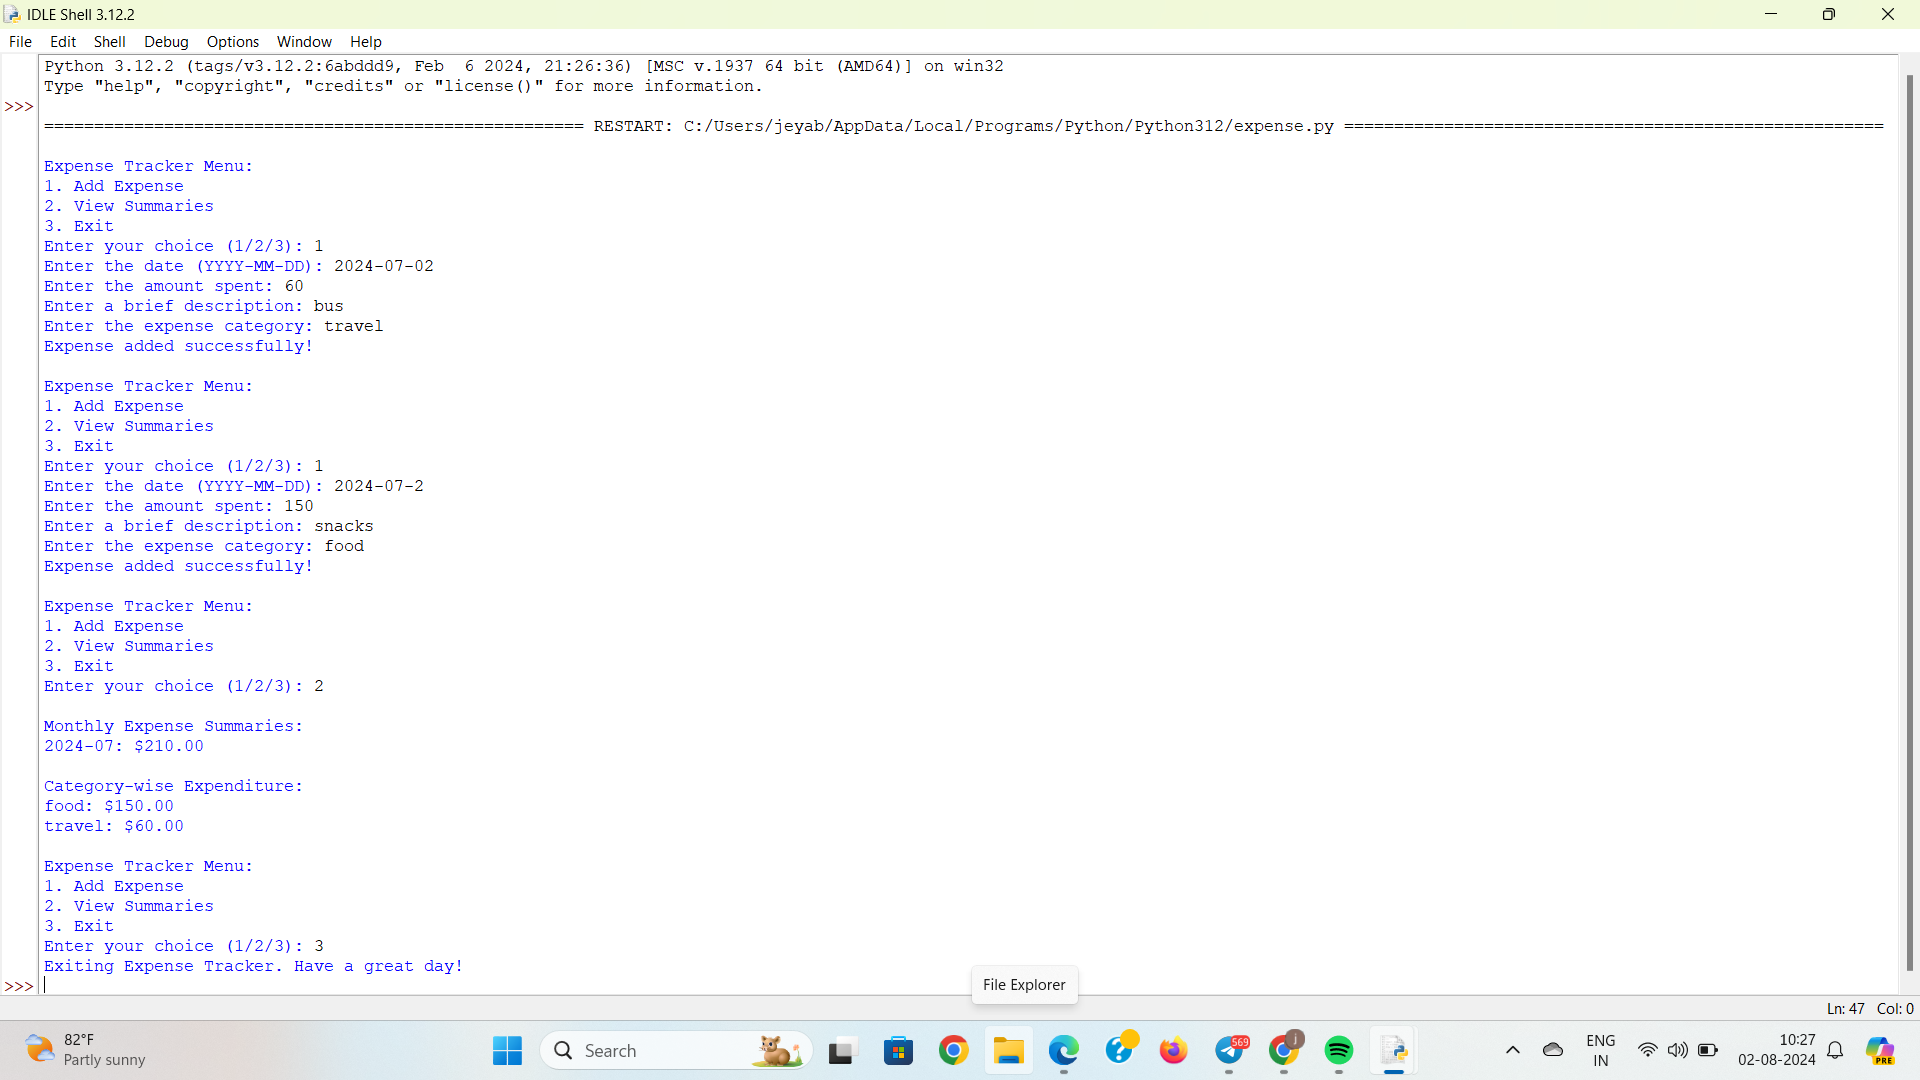 IDLE Shell 3.12.2
File Edit Shell Debug Options Window Help
Python 3.12.2 (tags/v3.12.2:6abddd9, Feb  6 2024, 21:26:36) [MSC v.1937 64 bit (AMD64)] on win32
Type "help", "copyright", "credits" or "license()" for more information.
>>>
====================================================== RESTART: C:/Users/jeyab/AppData/Local/Programs/Python/Python312/expense.py ======================================================
Expense Tracker Menu:
1. Add Expense
2. View Summaries
3. Exit
Enter your choice (1/2/3): 1
Enter the date (YYYY-MM-DD): 2024-07-02
Enter the amount spent: 60
Enter a brief description: bus
Enter the expense category: travel
Expense added successfully!
Expense Tracker Menu:
1. Add Expense
2. View Summaries
3. Exit
Enter your choice (1/2/3): 1
Enter the date (YYYY-MM-DD): 2024-07-2
Enter the amount spent: 150
Enter a brief description: snacks
Enter the expense category: food
Expense added successfully!
Expense Tracker Menu:
1. Add Expense
2. View Summaries
3. Exit
Enter your choice (1/2/3): 2
Monthly Expense Summaries:
2024-07: $210.00
Category-wise Expenditure:
food: $150.00
travel: $60.00
Expense Tracker Menu:
1. Add Expense
2. View Summaries
3. Exit
Enter your choice (1/2/3): 3
Exiting Expense Tracker. Have a great day!
>>>
File Explorer
Ln: 47 Col: 0
82°F
Partly sunny
Search
569
j
ENG
IN
10:27
02-08-2024
PRE